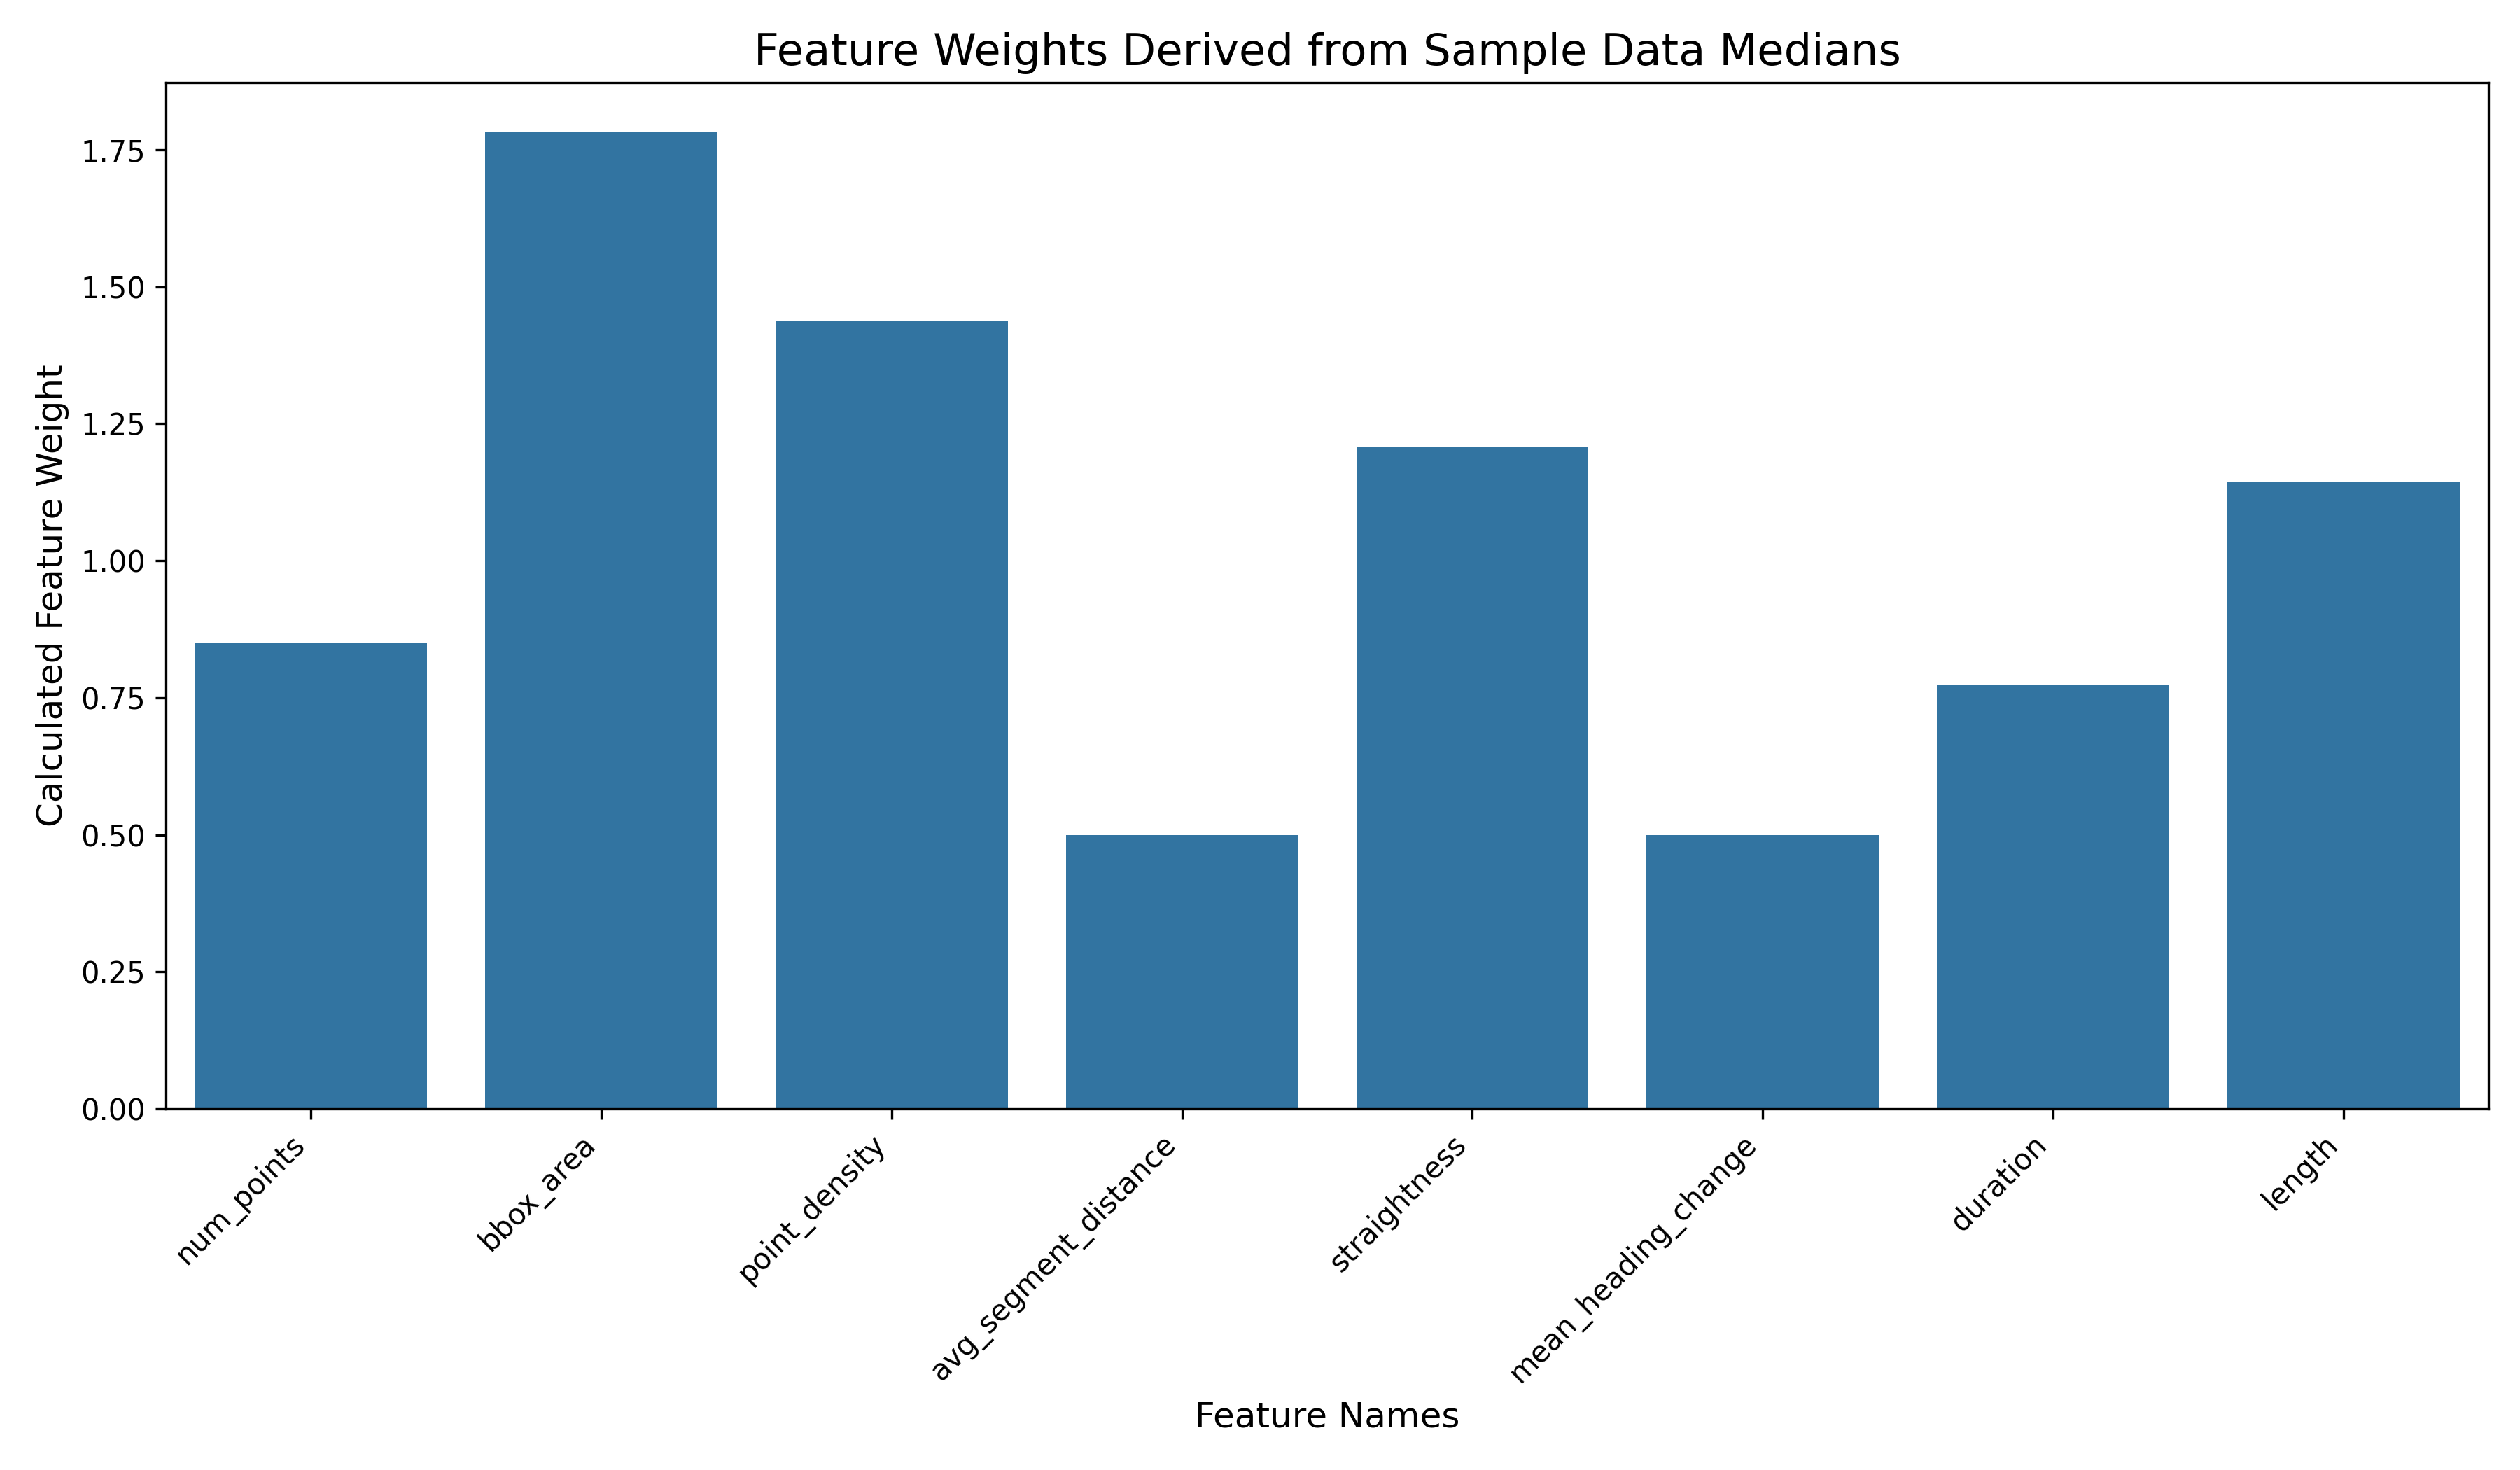 Feature Weights Derived from Sample Data Medians
Calculated Feature Weight
1.75
1.50
1.25
1.00
0.75
0.50
0.25
0.00
num_points
bbox_area
point_density
avg_segment_distance
straightness
mean_heading_change
duration
length
Feature Names